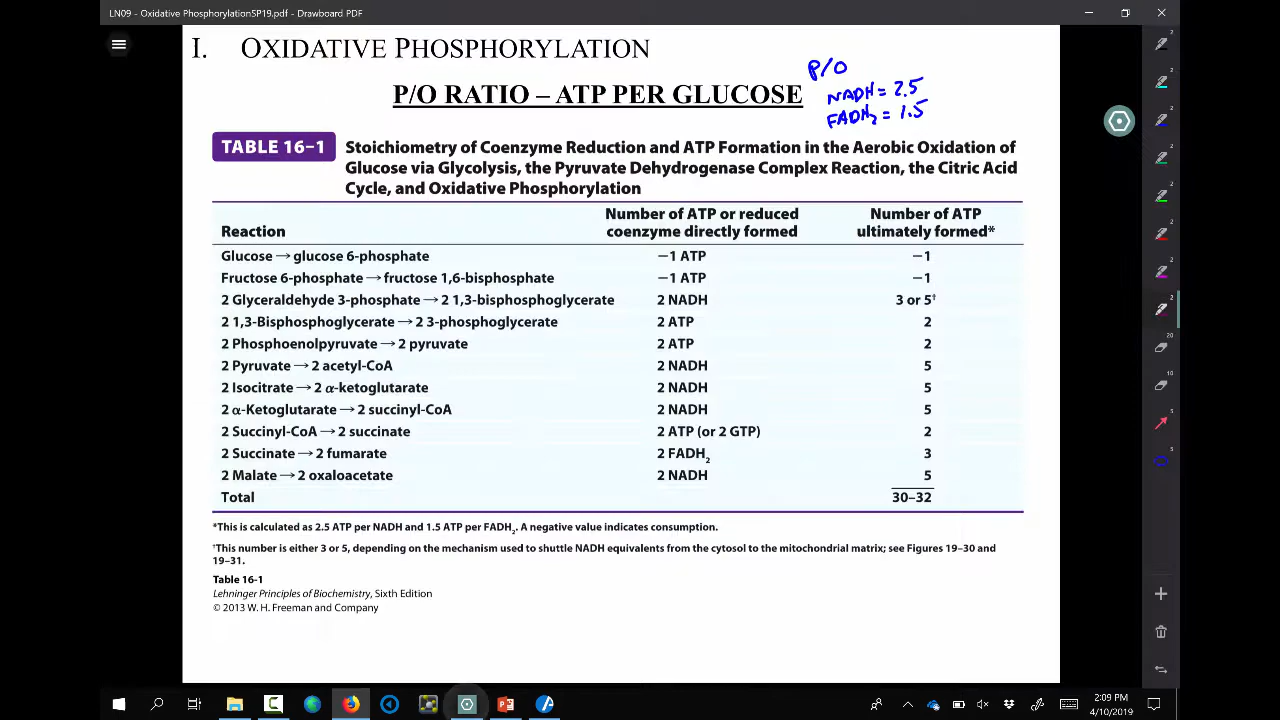 LN09 - Oxidative PhosphorylationSP19.pdf - Drawboard PDF
I. OXIDATIVE PHOSPHORYLATION
P/O
P/O RATIO – ATP PER GLUCOSE
NADH = 2.5
FADH₂ = 1.5
TABLE 16–1 Stoichiometry of Coenzyme Reduction and ATP Formation in the Aerobic Oxidation of
Glucose via Glycolysis, the Pyruvate Dehydrogenase Complex Reaction, the Citric Acid
Cycle, and Oxidative Phosphorylation
Number of ATP or reduced Number of ATP
Reaction coenzyme directly formed ultimately formed*
Glucose → glucose 6-phosphate −1 ATP −1
Fructose 6-phosphate → fructose 1,6-bisphosphate −1 ATP −1
2 Glyceraldehyde 3-phosphate → 2 1,3-bisphosphoglycerate 2 NADH 3 or 5†
2 1,3-Bisphosphoglycerate → 2 3-phosphoglycerate 2 ATP 2
2 Phosphoenolpyruvate → 2 pyruvate 2 ATP 2
2 Pyruvate → 2 acetyl-CoA 2 NADH 5
2 Isocitrate → 2 α-ketoglutarate 2 NADH 5
2 α-Ketoglutarate → 2 succinyl-CoA 2 NADH 5
2 Succinyl-CoA → 2 succinate 2 ATP (or 2 GTP) 2
2 Succinate → 2 fumarate 2 FADH₂ 3
2 Malate → 2 oxaloacetate 2 NADH 5
Total 30–32
*This is calculated as 2.5 ATP per NADH and 1.5 ATP per FADH₂. A negative value indicates consumption.
†This number is either 3 or 5, depending on the mechanism used to shuttle NADH equivalents from the cytosol to the mitochondrial matrix; see Figures 19–30 and
19–31.
Table 16-1
Lehninger Principles of Biochemistry, Sixth Edition
© 2013 W. H. Freeman and Company
2
2
2
2
2
2
2
2
20
10
5
5
2:09 PM
4/10/2019